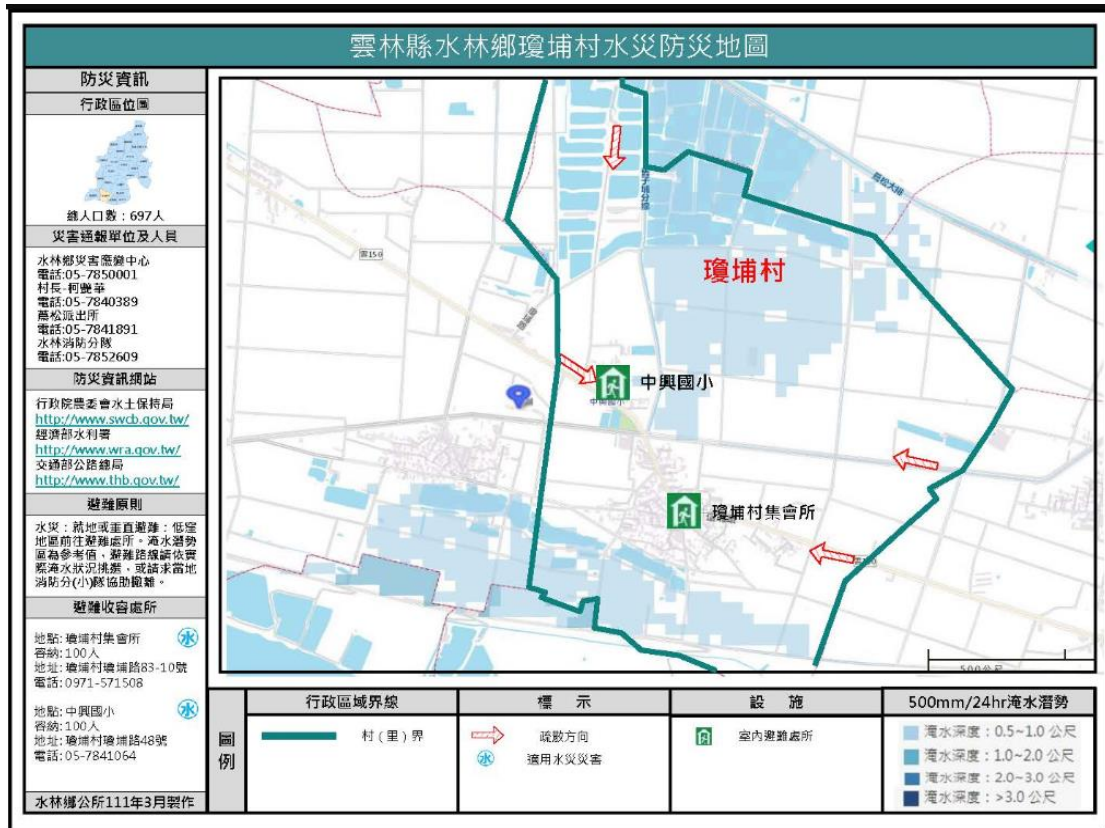 雲林縣水林鄉瓊埔村水災防災地圖
防災資訊
行政區位圖
總人口數：697人
災害通報單位及人員
水林鄉災害應變中心
電話:05-7850001
村長-柯艷華
電話:05-7840389
蔦松派出所
電話:05-7841891
水林消防分隊
電話:05-7852609
防災資訊網站
行政院農委會水土保持局
http://www.swcb.gov.tw/
經濟部水利署
http://www.wra.gov.tw/
交通部公路總局
http://www.thb.gov.tw/
避難原則
水災：就地或垂直避難：低窪
地區前往避難處所。淹水潛勢
區為參考值，避難路線請依實
際淹水狀況挑選，或請求當地
消防分(小)隊協助撤離。
避難收容處所
地點:瓊埔村集會所
水
容納:100人
地址:瓊埔村瓊埔路83-10號
電話:0971-571508
地點:中興國小
水
容納:100人
地址:瓊埔村瓊埔路48號
電話:05-7841064
水林鄉公所111年3月製作
蔦松大排
雲150
瓊埔村
中興國小
中興國小
瓊埔村集會所
500公尺
圖例
行政區域界線
村（里）界
標 示
疏散方向
水
適用水災災害
設 施
室內避難處所
500mm/24hr淹水潛勢
淹水深度：0.5~1.0 公尺
淹水深度：1.0~2.0 公尺
淹水深度：2.0~3.0 公尺
淹水深度：>3.0 公尺